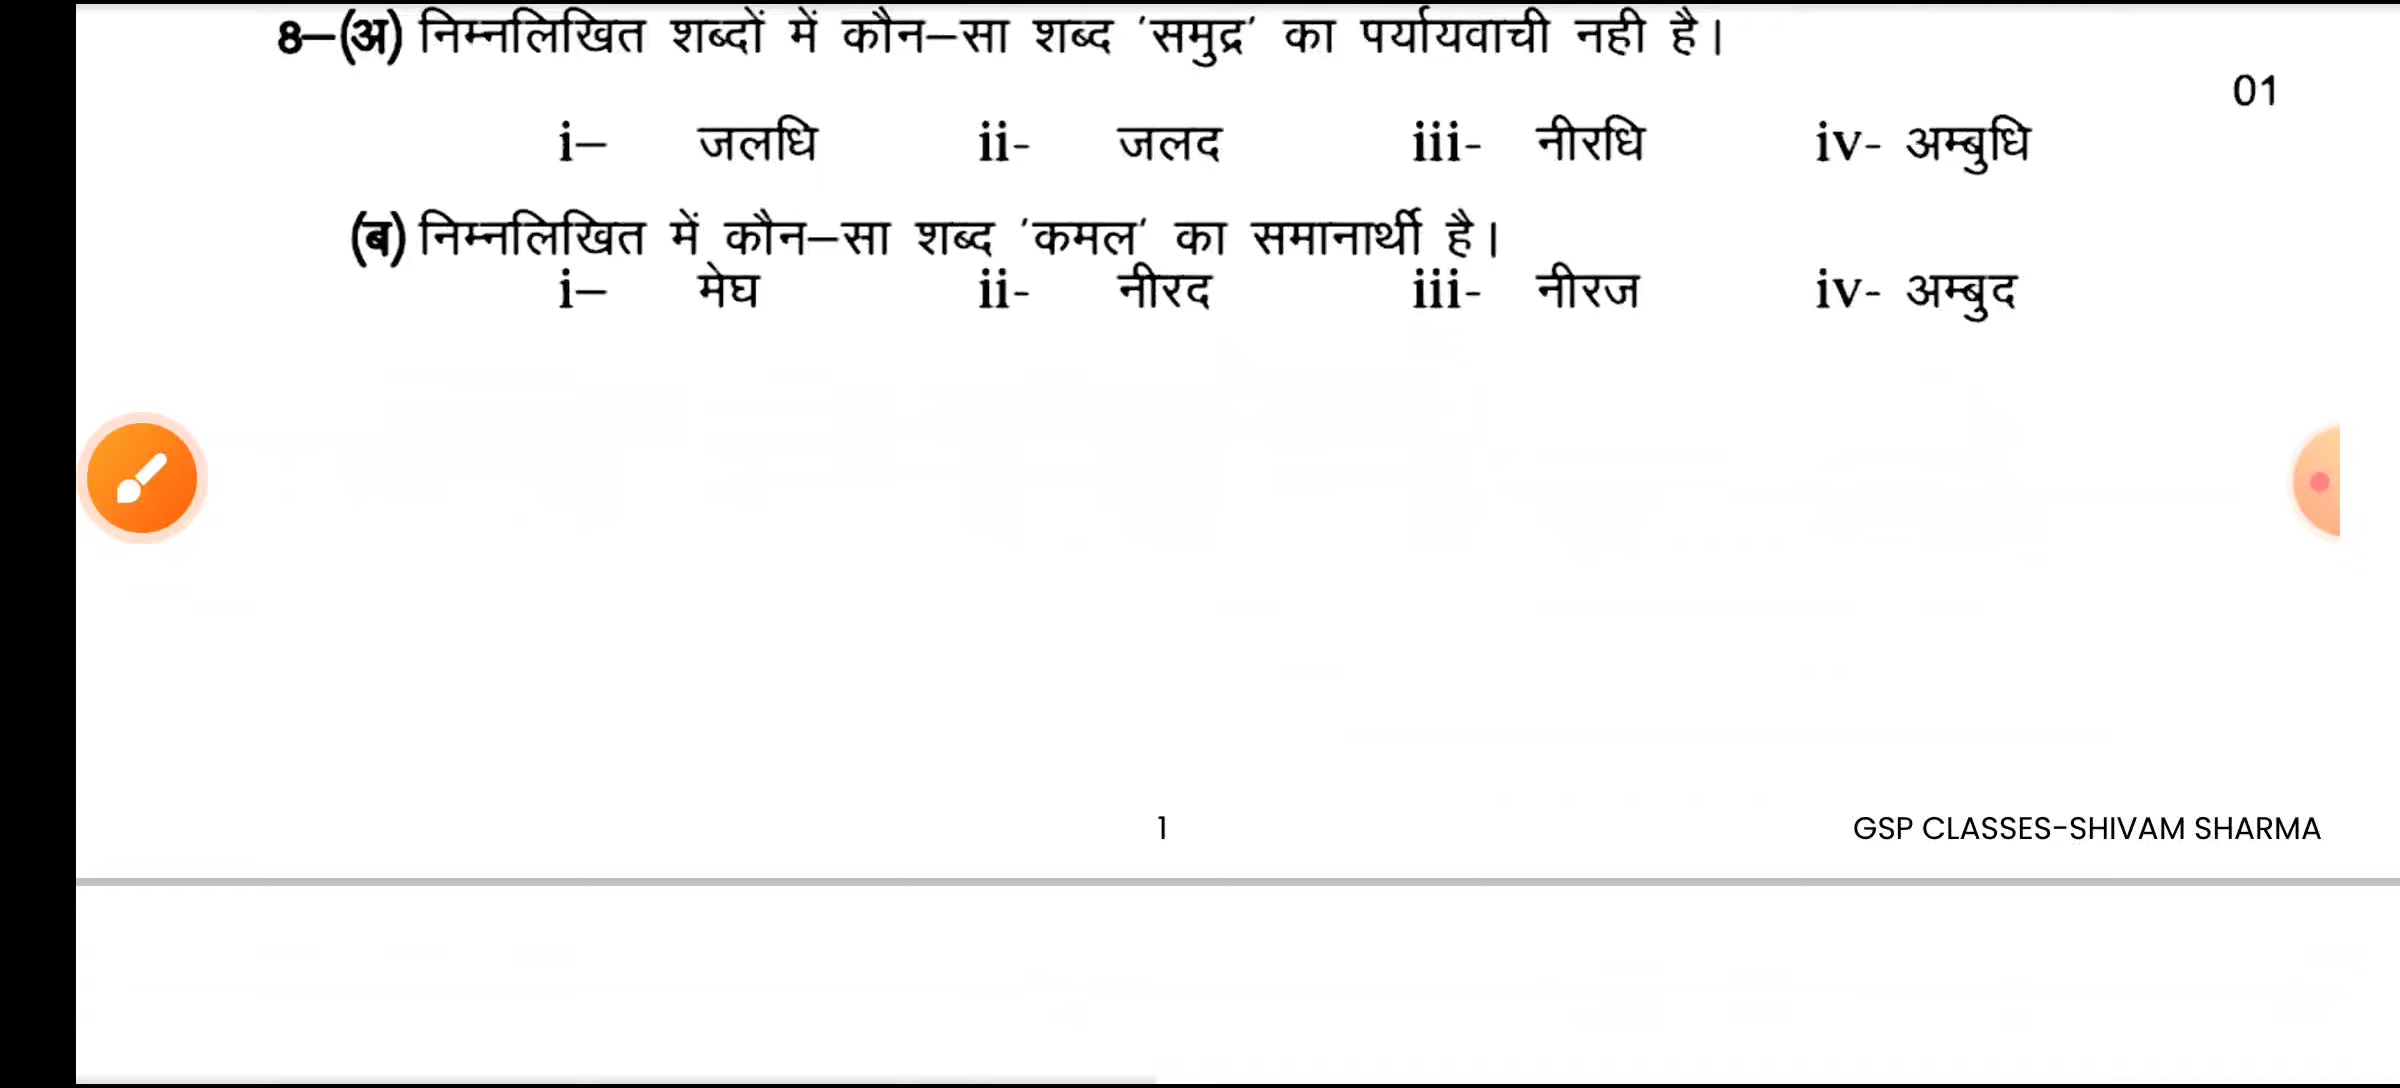 8–(अ) निम्नलिखित शब्दों में कौन–सा शब्द ‘समुद्र’ का पर्यायवाची नही है।
01
i– जलधि ii- जलद iii- नीरधि iv- अम्बुधि
(ब) निम्नलिखित में कौन–सा शब्द ‘कमल’ का समानार्थी है।
i– मेघ ii- नीरद iii- नीरज iv- अम्बुद
1 GSP CLASSES-SHIVAM SHARMA